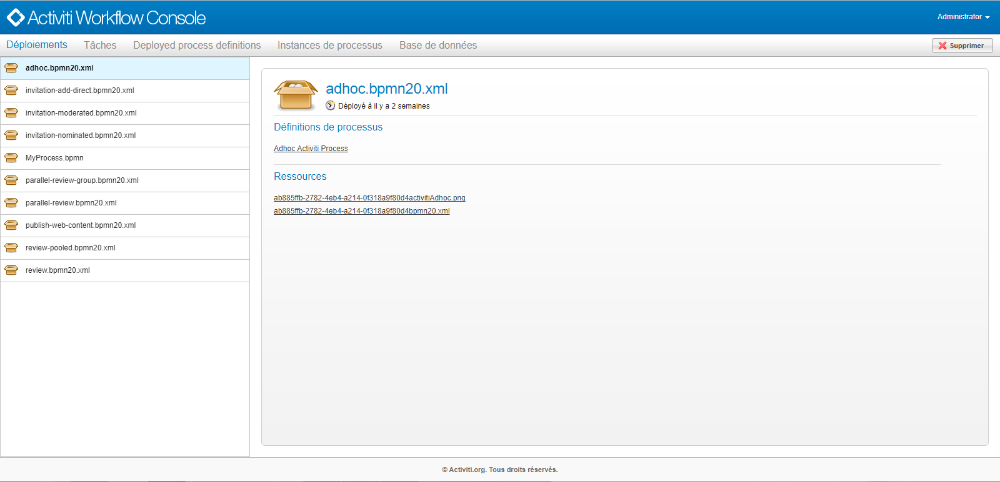 Activiti Workflow Console
Administrator
Déploiements Tâches Deployed process definitions Instances de processus Base de données
Supprimer
adhoc.bpmn20.xml
invitation-add-direct.bpmn20.xml
invitation-moderated.bpmn20.xml
invitation-nominated.bpmn20.xml
MyProcess.bpmn
parallel-review-group.bpmn20.xml
parallel-review.bpmn20.xml
publish-web-content.bpmn20.xml
review-pooled.bpmn20.xml
review.bpmn20.xml
adhoc.bpmn20.xml
Déployé à il y a 2 semaines
Définitions de processus
Adhoc Activiti Process
Ressources
ab885ffb-2782-4eb4-a214-0f318a9f80d4activitiAdhoc.png
ab885ffb-2782-4eb4-a214-0f318a9f80d4bpmn20.xml
© Activiti.org. Tous droits réservés.